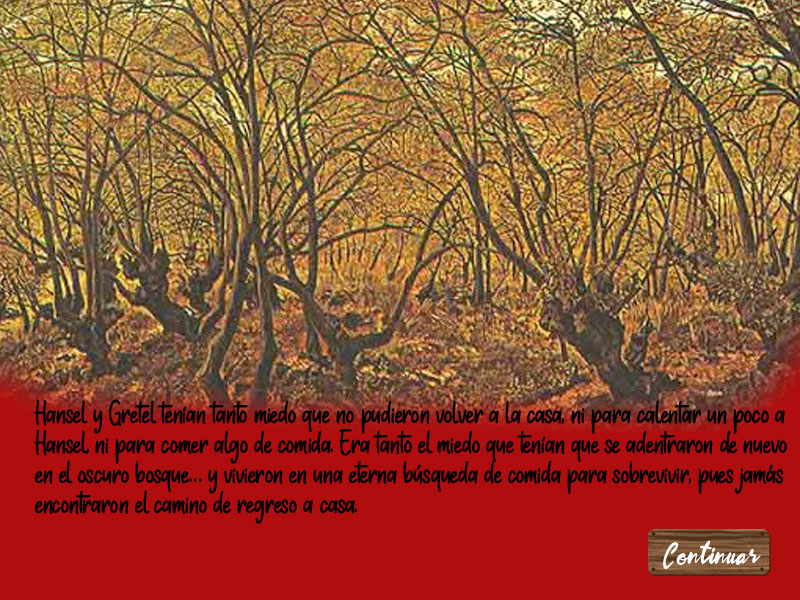 Hansel y Gretel tenían tanto miedo que no pudieron volver a la casa, ni para calentar un poco a
Hansel, ni para comer algo de comida. Era tanto el miedo que tenían que se adentraron de nuevo
en el oscuro bosque... y vivieron en una eterna búsqueda de comida para sobrevivir, pues jamás
encontraron el camino de regreso a casa.
Continuar